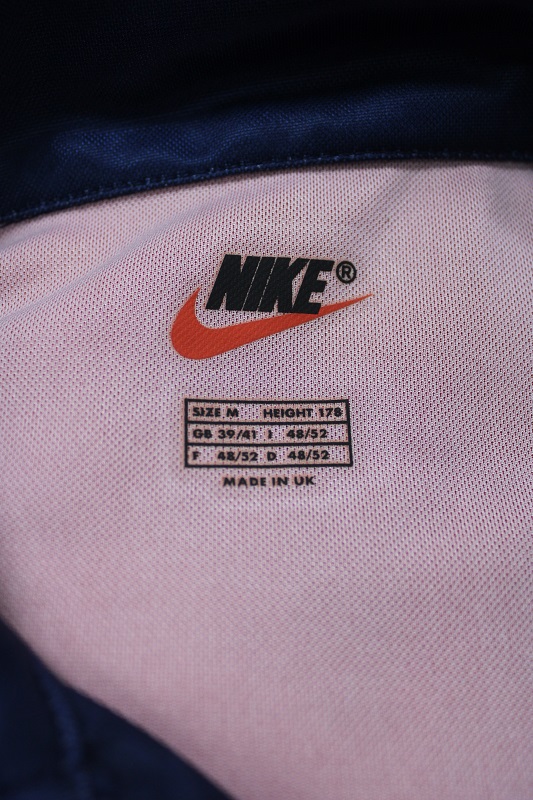 NIKE®
SIZE M HEIGHT 178
GB 39/41 I 48/52
F 48/52 D 48/52
MADE IN UK